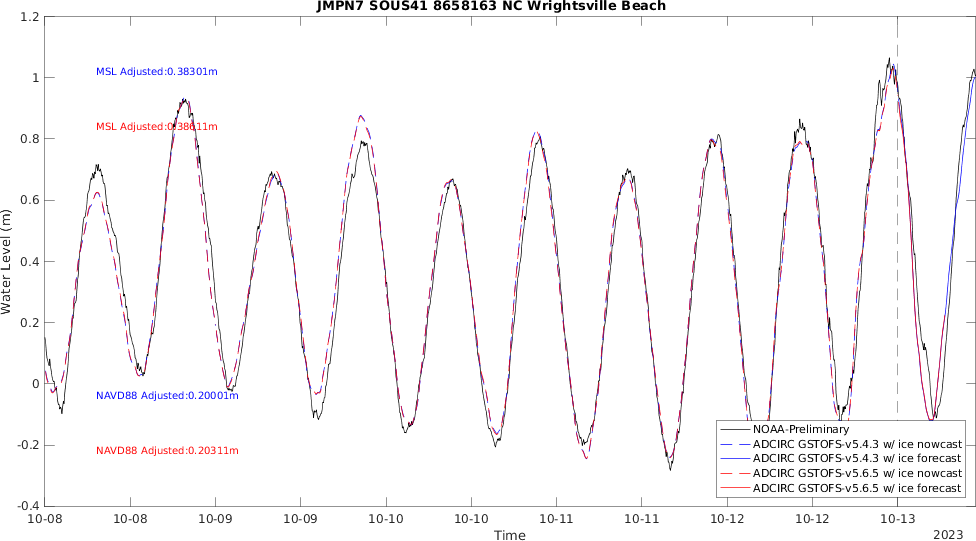 JMPN7 SOUS41 8658163 NC Wrightsville Beach
1.2
1
0.8
0.6
0.4
0.2
0
-0.2
-0.4
Water Level (m)
MSL Adjusted:0.38301m
MSL Adjusted:0.38611m
NAVD88 Adjusted:0.20001m
NAVD88 Adjusted:0.20311m
NOAA-Preliminary
ADCIRC GSTOFS-v5.4.3 w/ ice nowcast
ADCIRC GSTOFS-v5.4.3 w/ ice forecast
ADCIRC GSTOFS-v5.6.5 w/ ice nowcast
ADCIRC GSTOFS-v5.6.5 w/ ice forecast
10-08 10-08 10-09 10-09 10-10 10-10 10-11 10-11 10-12 10-12 10-13
Time
2023